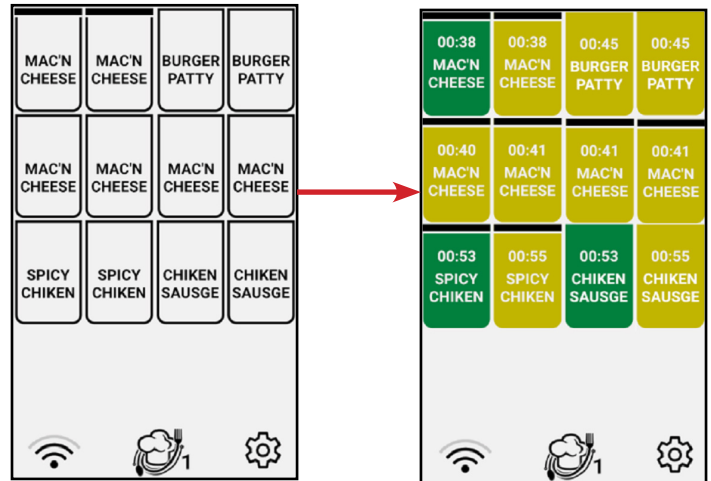 MAC'N
CHEESE
MAC'N
CHEESE
BURGER
PATTY
BURGER
PATTY
MAC'N
CHEESE
MAC'N
CHEESE
MAC'N
CHEESE
MAC'N
CHEESE
SPICY
CHIKEN
SPICY
CHIKEN
CHIKEN
SAUSGE
CHIKEN
SAUSGE
1
00:38
MAC'N
CHEESE
00:38
MAC'N
CHEESE
00:45
BURGER
PATTY
00:45
BURGER
PATTY
00:40
MAC'N
CHEESE
00:41
MAC'N
CHEESE
00:41
MAC'N
CHEESE
00:41
MAC'N
CHEESE
00:53
SPICY
CHIKEN
00:55
SPICY
CHIKEN
00:53
CHIKEN
SAUSGE
00:55
CHIKEN
SAUSGE
1